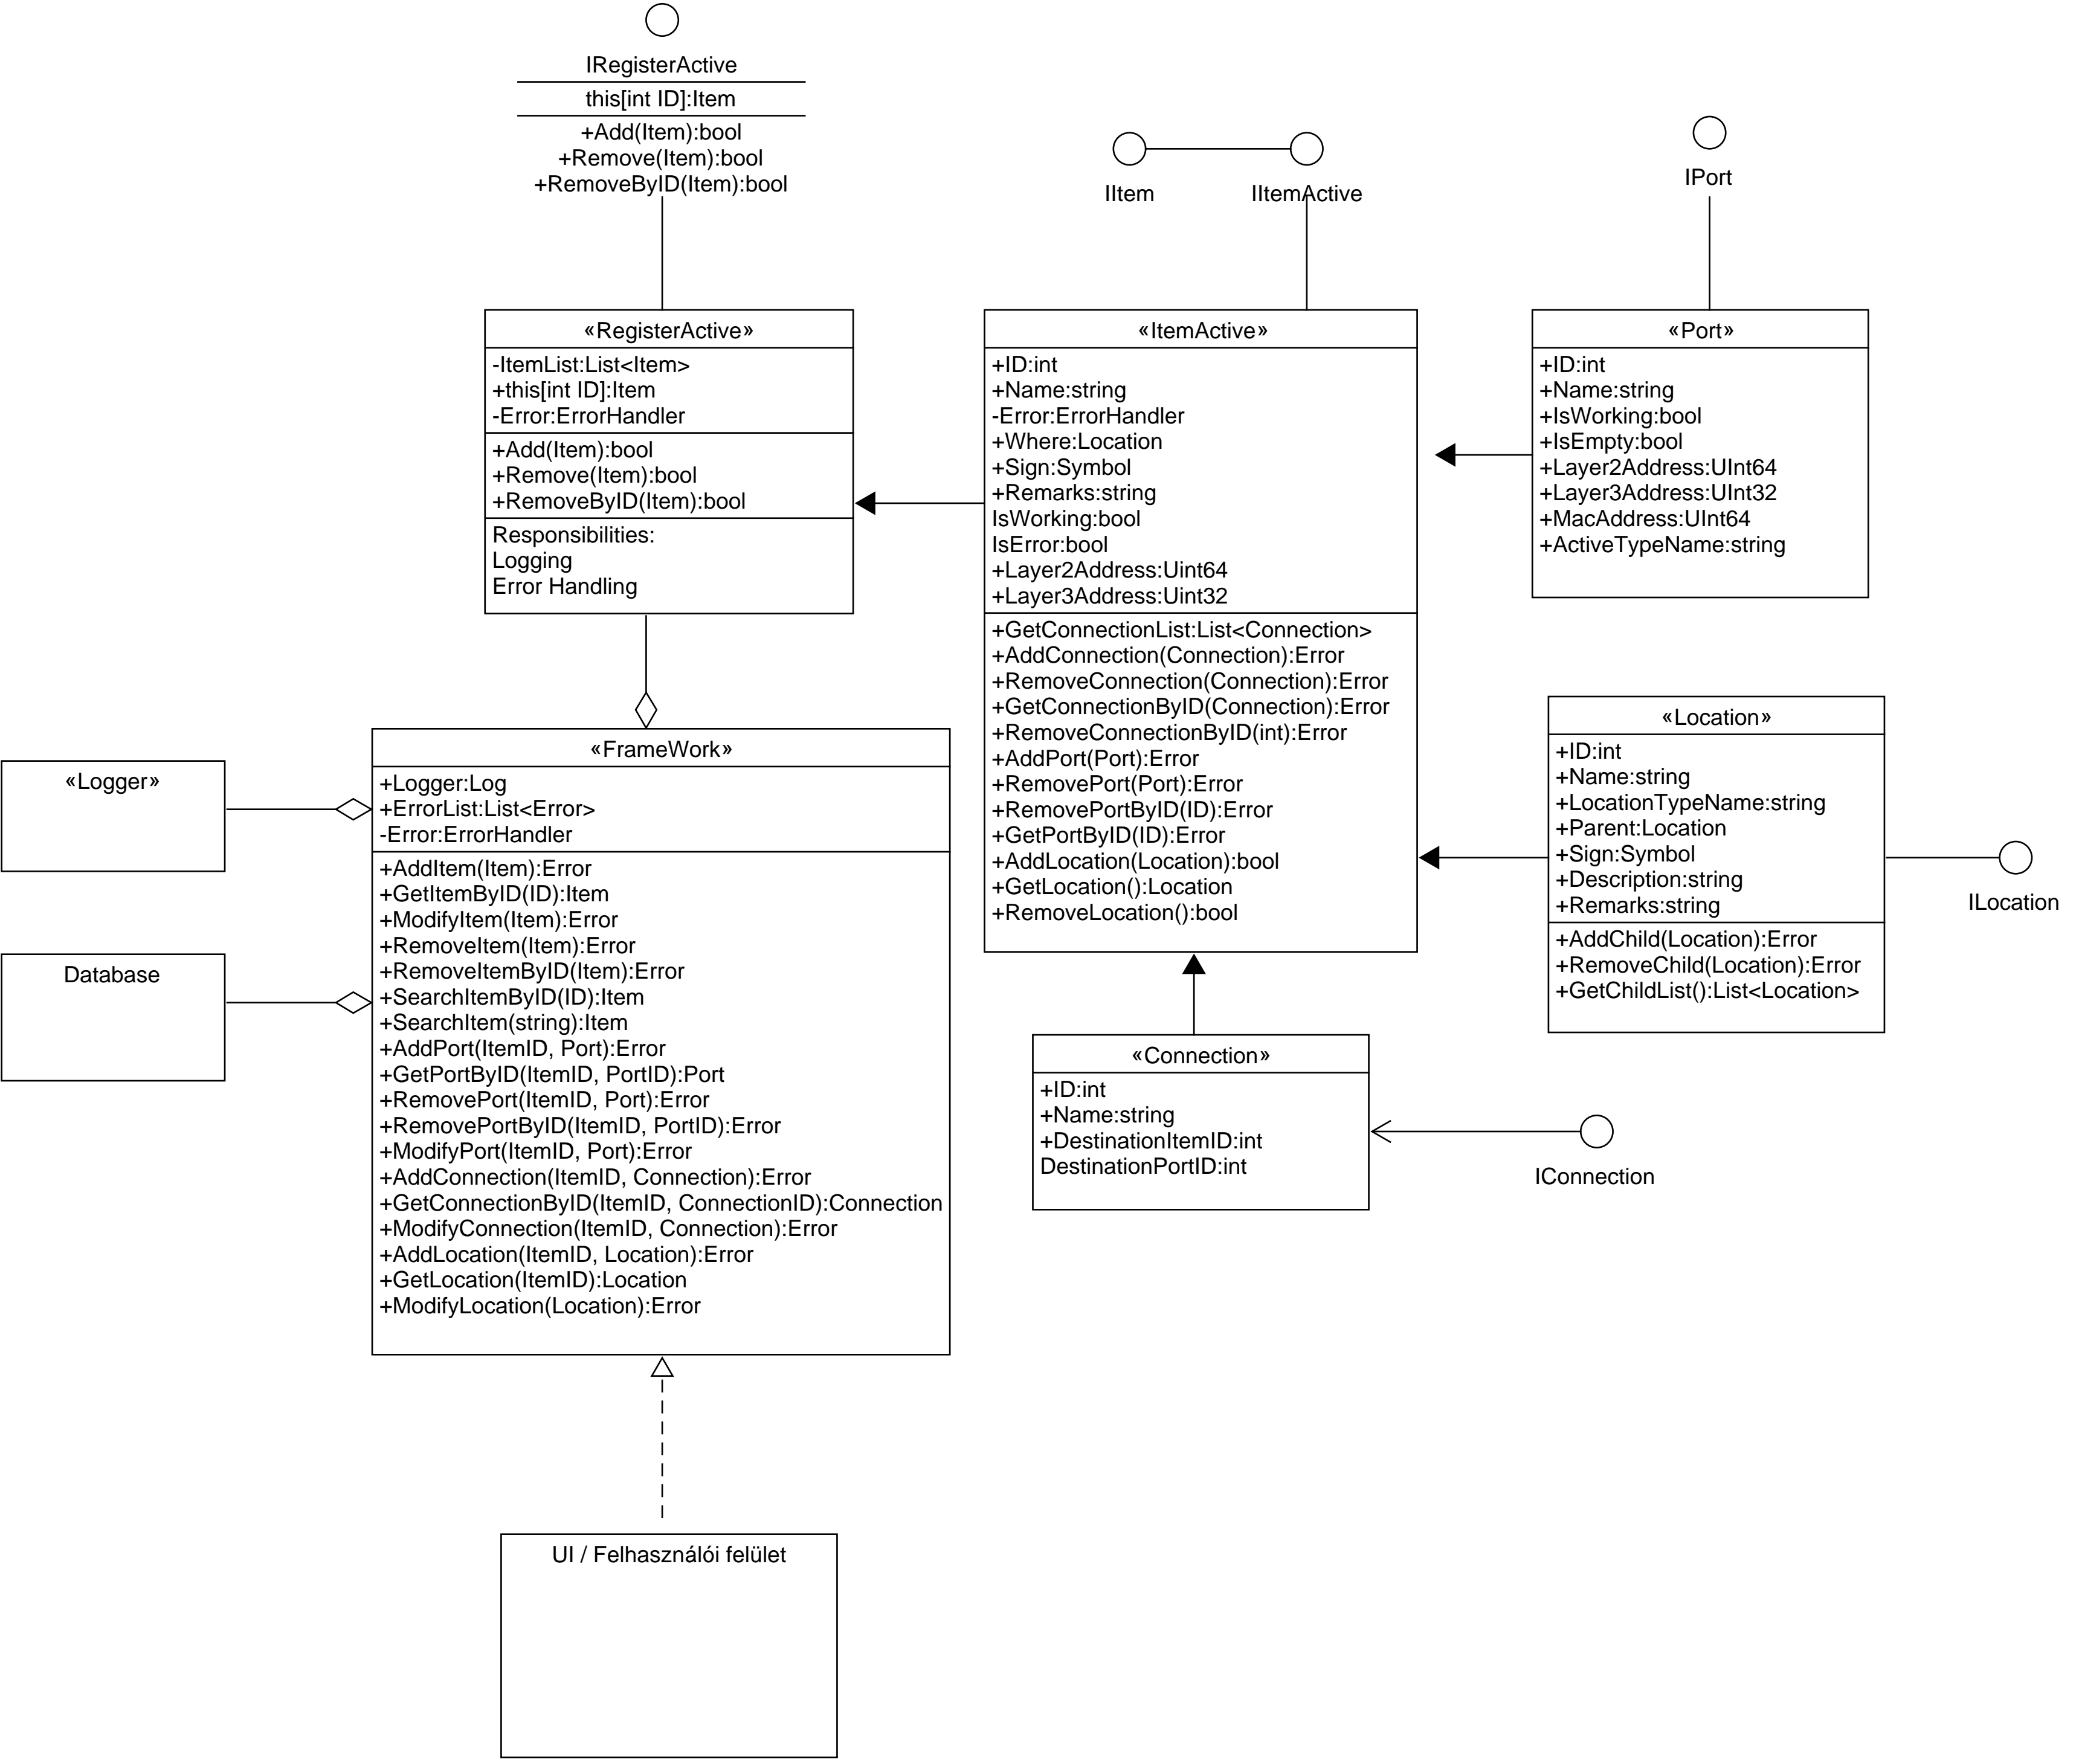 IRegisterActive
this[int ID]:Item
+Add(Item):bool
+Remove(Item):bool
+RemoveByID(Item):bool
IItem
IItemActive
IPort
«RegisterActive»
-ItemList:List<Item>
+this[int ID]:Item
-Error:ErrorHandler
+Add(Item):bool
+Remove(Item):bool
+RemoveByID(Item):bool
Responsibilities:
Logging
Error Handling
«ItemActive»
+ID:int
+Name:string
-Error:ErrorHandler
+Where:Location
+Sign:Symbol
+Remarks:string
IsWorking:bool
IsError:bool
+Layer2Address:Uint64
+Layer3Address:Uint32
+GetConnectionList:List<Connection>
+AddConnection(Connection):Error
+RemoveConnection(Connection):Error
+GetConnectionByID(Connection):Error
+RemoveConnectionByID(int):Error
+AddPort(Port):Error
+RemovePort(Port):Error
+RemovePortByID(ID):Error
+GetPortByID(ID):Error
+AddLocation(Location):bool
+GetLocation():Location
+RemoveLocation():bool
«Port»
+ID:int
+Name:string
+IsWorking:bool
+IsEmpty:bool
+Layer2Address:UInt64
+Layer3Address:UInt32
+MacAddress:UInt64
+ActiveTypeName:string
«Location»
+ID:int
+Name:string
+LocationTypeName:string
+Parent:Location
+Sign:Symbol
+Description:string
+Remarks:string
+AddChild(Location):Error
+RemoveChild(Location):Error
+GetChildList():List<Location>
ILocation
«Logger»
Database
«FrameWork»
+Logger:Log
+ErrorList:List<Error>
-Error:ErrorHandler
+AddItem(Item):Error
+GetItemByID(ID):Item
+ModifyItem(Item):Error
+RemoveItem(Item):Error
+RemoveItemByID(Item):Error
+SearchItemByID(ID):Item
+SearchItem(string):Item
+AddPort(ItemID, Port):Error
+GetPortByID(ItemID, PortID):Port
+RemovePort(ItemID, Port):Error
+RemovePortByID(ItemID, PortID):Error
+ModifyPort(ItemID, Port):Error
+AddConnection(ItemID, Connection):Error
+GetConnectionByID(ItemID, ConnectionID):Connection
+ModifyConnection(ItemID, Connection):Error
+AddLocation(ItemID, Location):Error
+GetLocation(ItemID):Location
+ModifyLocation(Location):Error
«Connection»
+ID:int
+Name:string
+DestinationItemID:int
DestinationPortID:int
IConnection
UI / Felhasználói felület